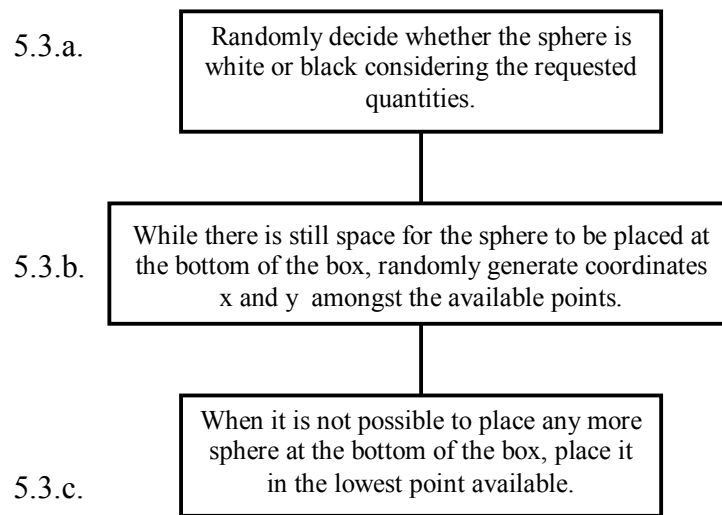 5.3.a.
Randomly decide whether the sphere is
white or black considering the requested
quantities.
5.3.b.
While there is still space for the sphere to be placed at
the bottom of the box, randomly generate coordinates
x and y amongst the available points.
5.3.c.
When it is not possible to place any more
sphere at the bottom of the box, place it
in the lowest point available.